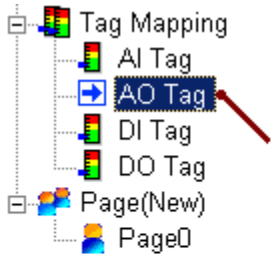 Tag Mapping
AI Tag
AO Tag
DI Tag
DO Tag
Page(New)
Page0